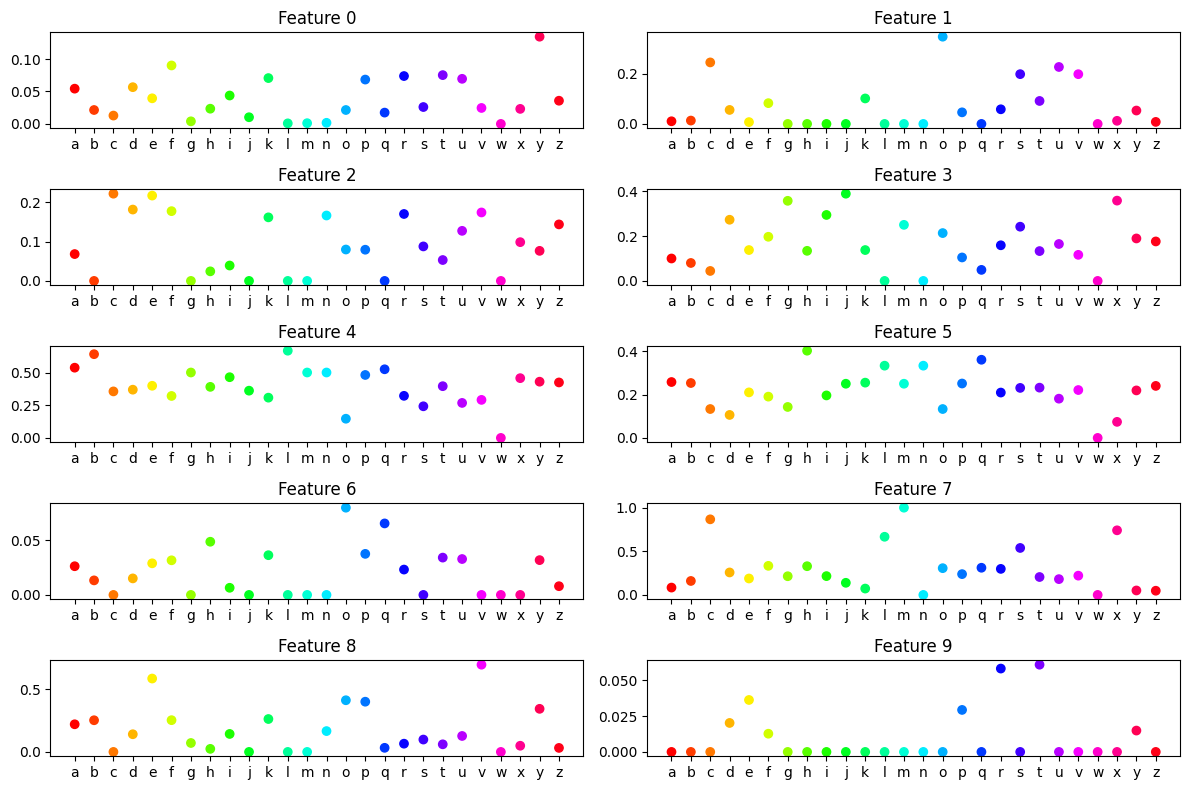 Feature 0
0.10
0.05
0.00
a b c d e f g h i j k l m n o p q r s t u v w x y z
Feature 1
0.2
0.0
a b c d e f g h i j k l m n o p q r s t u v w x y z
Feature 2
0.2
0.1
0.0
a b c d e f g h i j k l m n o p q r s t u v w x y z
Feature 3
0.4
0.2
0.0
a b c d e f g h i j k l m n o p q r s t u v w x y z
Feature 4
0.50
0.25
0.00
a b c d e f g h i j k l m n o p q r s t u v w x y z
Feature 5
0.4
0.2
0.0
a b c d e f g h i j k l m n o p q r s t u v w x y z
Feature 6
0.05
0.00
a b c d e f g h i j k l m n o p q r s t u v w x y z
Feature 7
1.0
0.5
0.0
a b c d e f g h i j k l m n o p q r s t u v w x y z
Feature 8
0.5
0.0
a b c d e f g h i j k l m n o p q r s t u v w x y z
Feature 9
0.050
0.025
0.000
a b c d e f g h i j k l m n o p q r s t u v w x y z